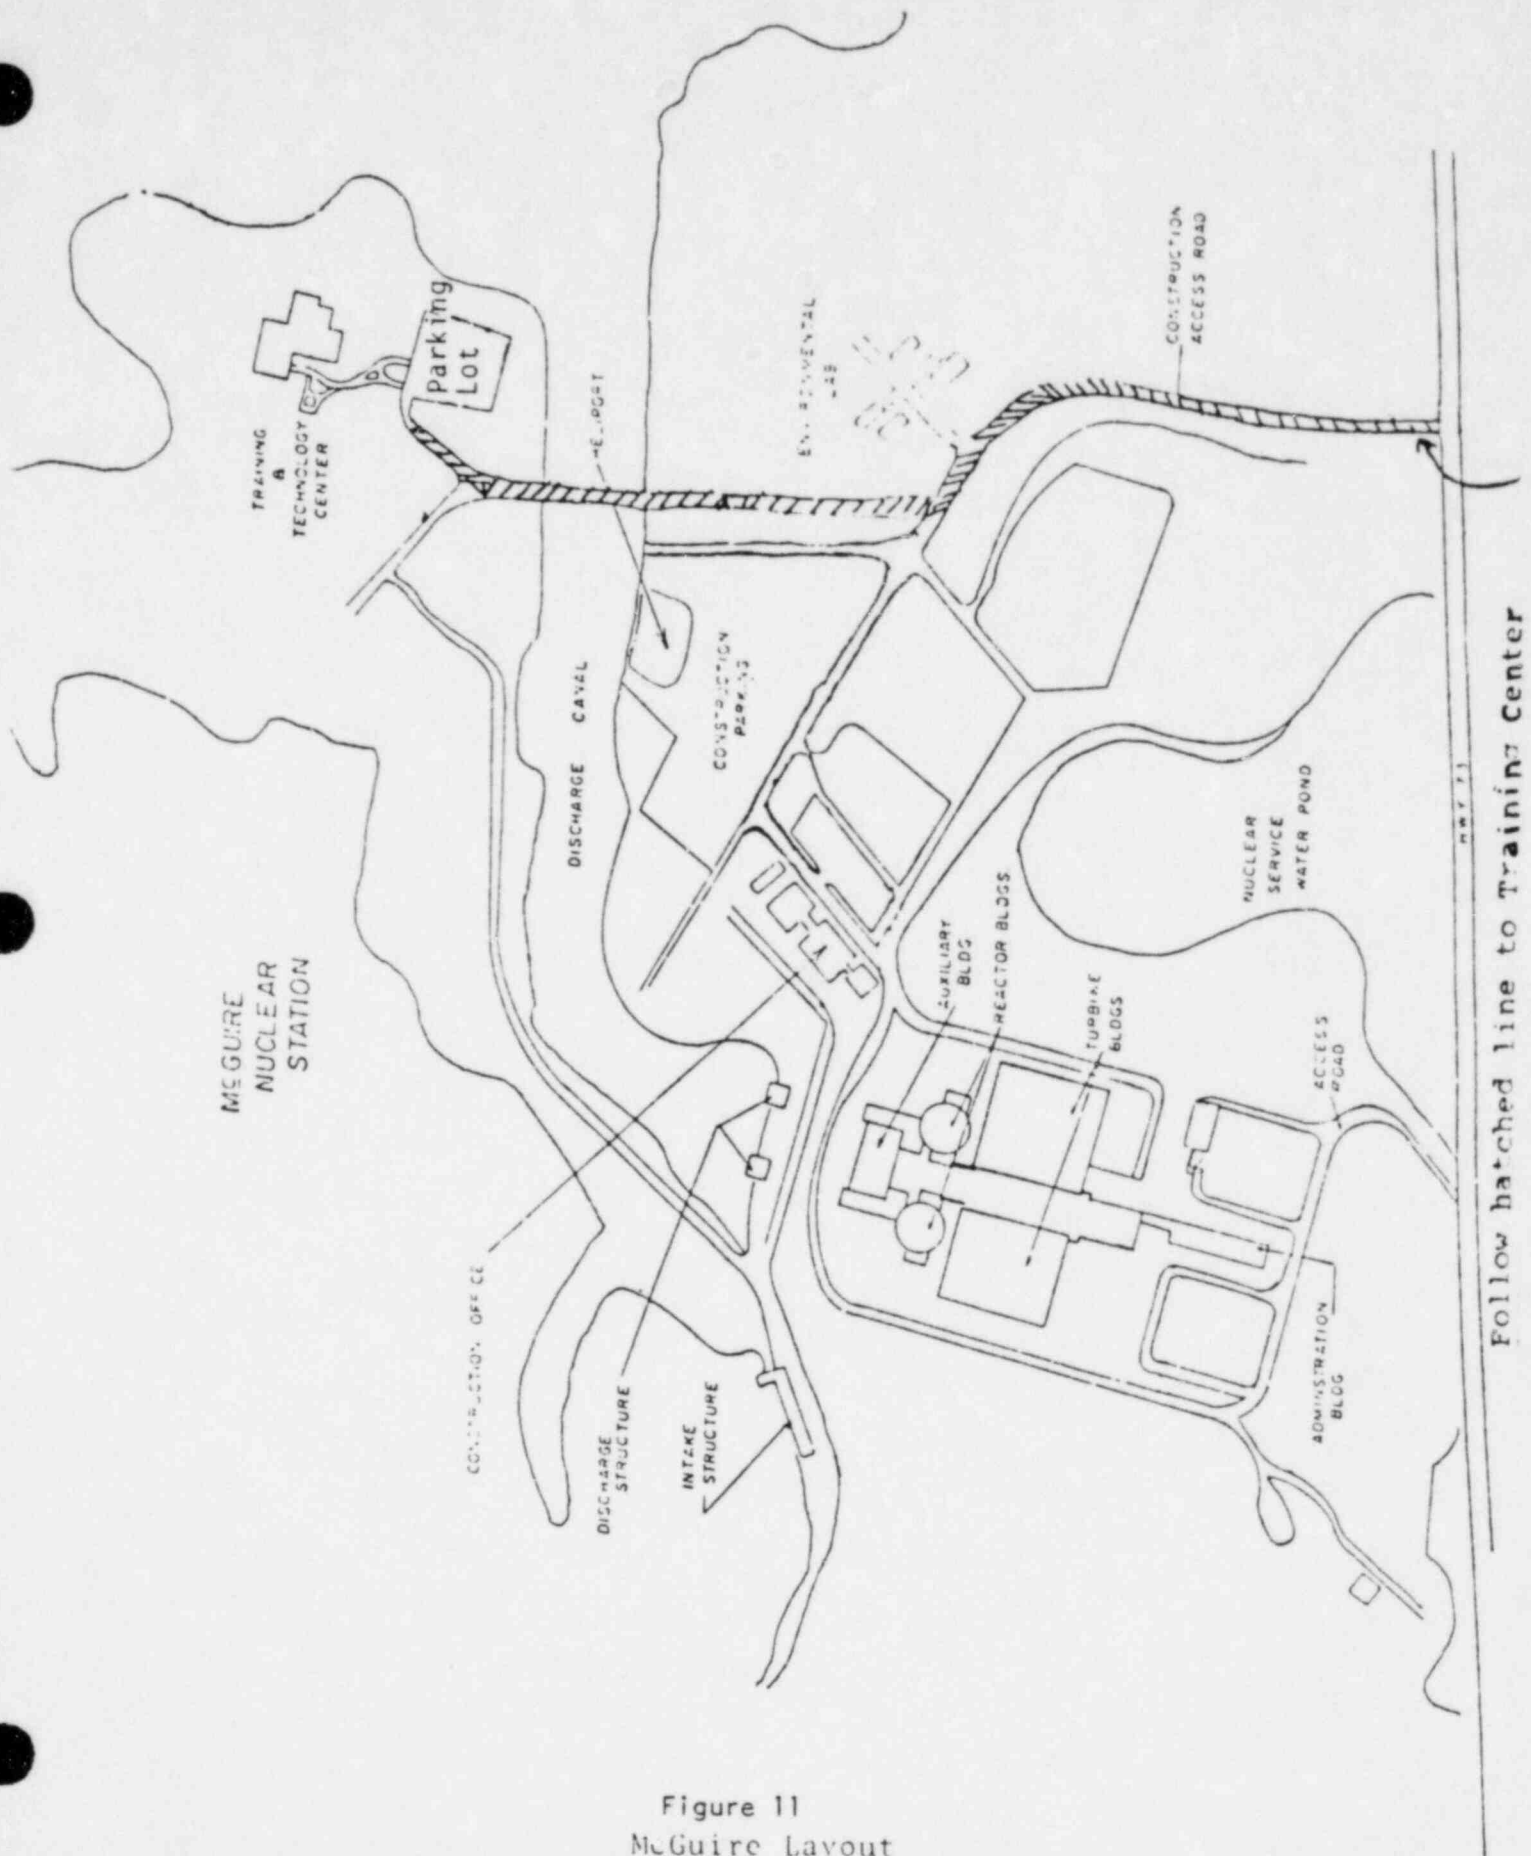 McGUIRE
NUCLEAR
STATION
TRAINING
&
TECHNOLOGY
CENTER
Parking
Lot
HELIPORT
DISCHARGE CANAL
CONSTRUCTION
PARKING
ENVIRONMENTAL
LAB
CONSTRUCTION
ACCESS ROAD
CONSTRUCTION OFFICE
DISCHARGE
STRUCTURE
INTAKE
STRUCTURE
AUXILIARY
BLDG
REACTOR BLDGS
TURBINE
BLDGS
NUCLEAR
SERVICE
WATER POND
ACCESS
ROAD
ADMINISTRATION
BLDG
HWY 73
Follow hatched line to Training Center
Figure 11
McGuire Layout